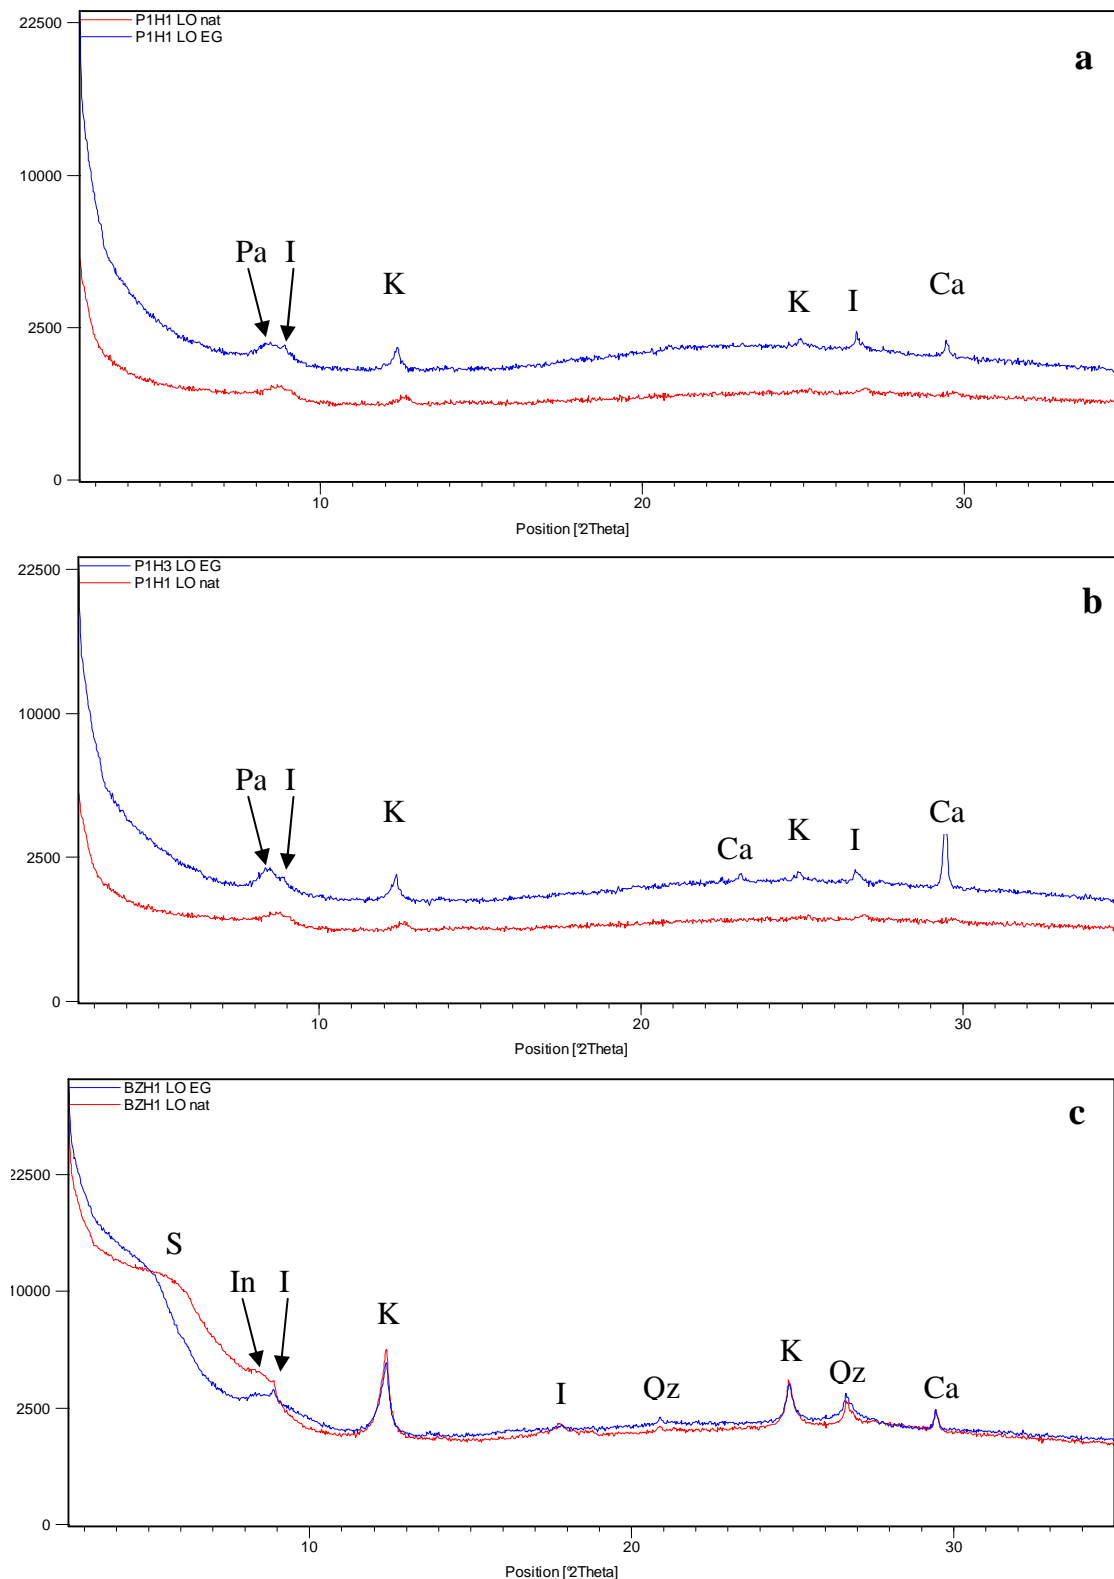 22500
P1H1 LO nat
P1H1 LO EG
a
10000
Pa I
K
K I Ca
2500
0
10 20 30
Position [°2Theta]
22500
P1H3 LO EG
P1H1 LO nat
b
10000
Pa I
K
Ca K I Ca
2500
0
10 20 30
Position [°2Theta]
BZH1 LO EG
BZH1 LO nat
c
22500
S
In I
10000
K
K
I Qz Qz Ca
2500
0
10 20 30
Position [°2Theta]